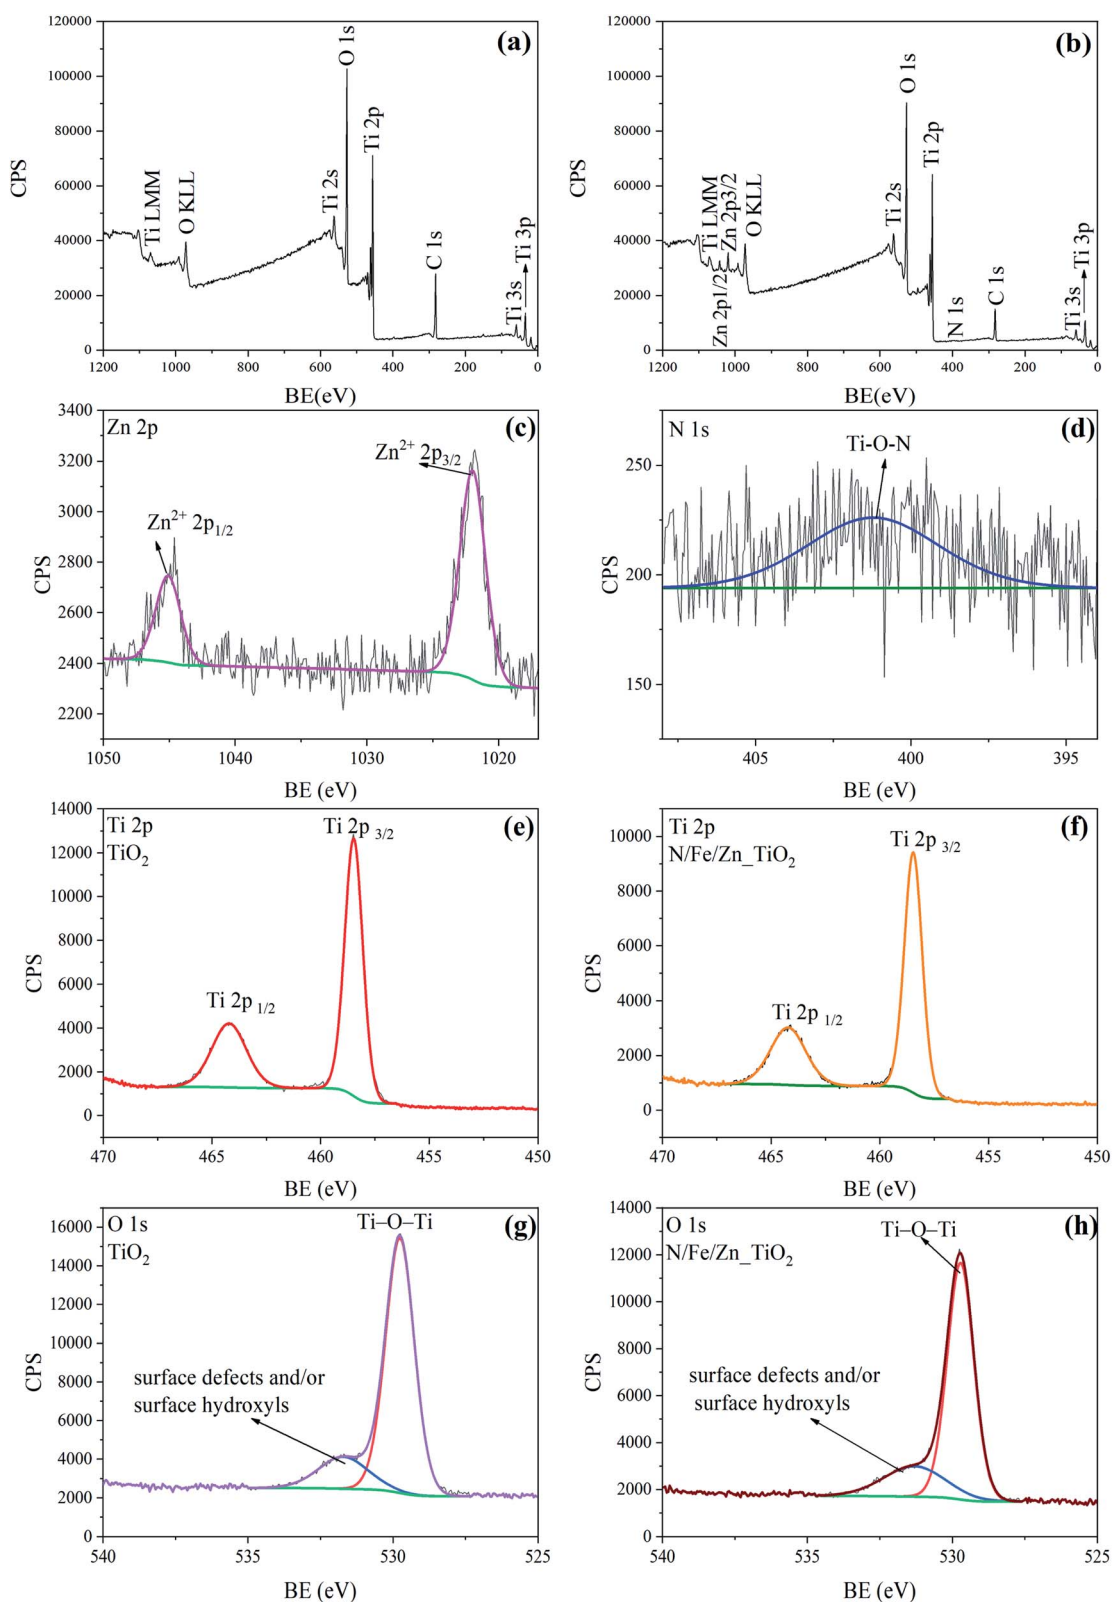 (a)
120000
100000
80000
60000
40000
20000
0
CPS
Ti LMM
O KLL
Ti 2s
O 1s
Ti 2p
C 1s
Ti 3s
Ti 3p
1200 1000 800 600 400 200 0
BE(eV)
(b)
120000
100000
80000
60000
40000
20000
0
CPS
Zn 2p1/2
Ti LMM
Zn 2p3/2
O KLL
Ti 2s
O 1s
Ti 2p
N 1s
C 1s
Ti 3s
Ti 3p
1200 1000 800 600 400 200 0
BE(eV)
Zn 2p
(c)
3400
3200
3000
2800
2600
2400
2200
CPS
Zn²⁺ 2p₁/₂
Zn²⁺ 2p₃/₂
1050 1040 1030 1020
BE (eV)
N 1s
(d)
250
200
150
CPS
Ti-O-N
405 400 395
BE (eV)
Ti 2p
TiO₂
(e)
14000
12000
10000
8000
6000
4000
2000
0
CPS
Ti 2p ₁/₂
Ti 2p ₃/₂
470 465 460 455 450
BE (eV)
Ti 2p
N/Fe/Zn_TiO₂
(f)
10000
8000
6000
4000
2000
0
CPS
Ti 2p ₁/₂
Ti 2p ₃/₂
470 465 460 455 450
BE (eV)
O 1s
TiO₂
(g)
16000
14000
12000
10000
8000
6000
4000
2000
0
CPS
Ti–O–Ti
surface defects and/or
surface hydroxyls
540 535 530 525
BE (eV)
O 1s
N/Fe/Zn_TiO₂
(h)
14000
12000
10000
8000
6000
4000
2000
0
CPS
Ti–O–Ti
surface defects and/or
surface hydroxyls
540 535 530 525
BE (eV)